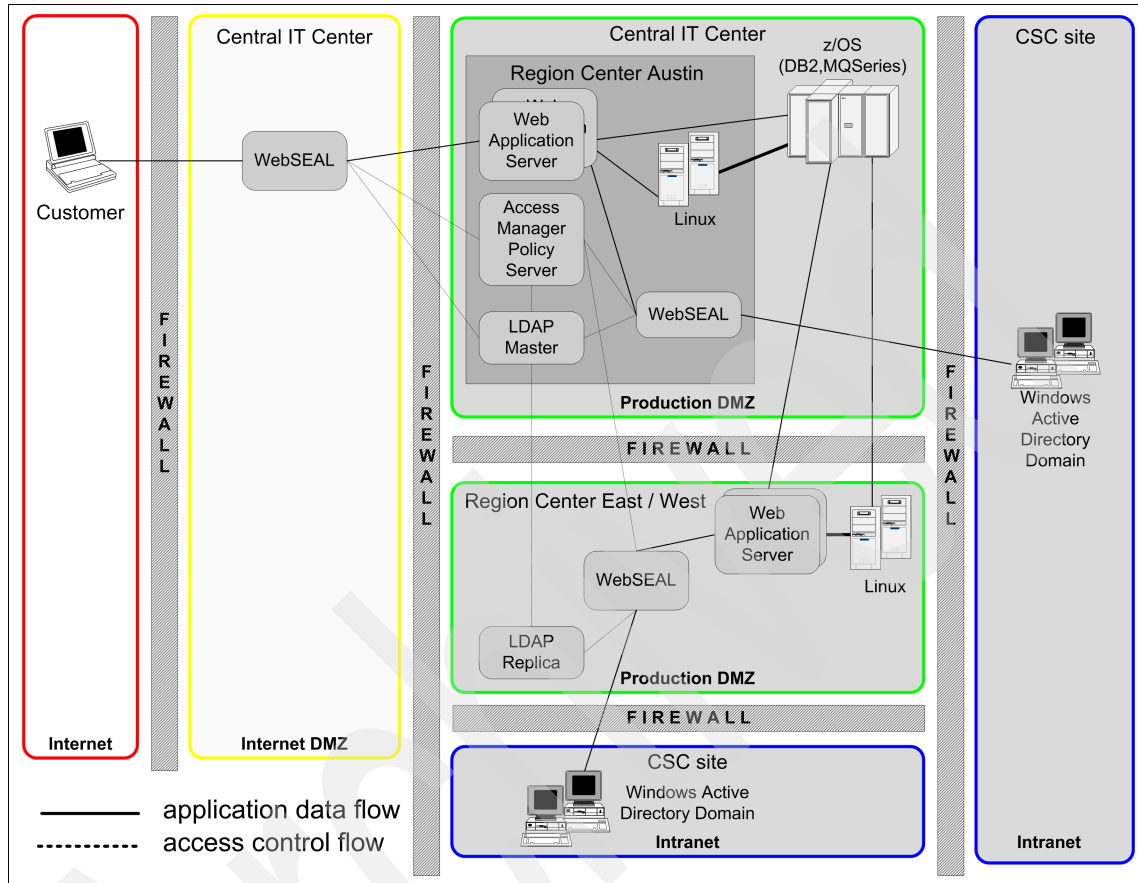 Central IT Center
Central IT Center
CSC site
z/OS
(DB2,MQSeries)
Region Center Austin
Web
Application
Server
WebSEAL
Customer
Access
Manager
Policy
Server
Linux
LDAP
Master
WebSEAL
Production DMZ
Windows
Active
Directory
Domain
FIREWALL
FIREWALL
FIREWALL
FIREWALL
Region Center East / West
Web
Application
Server
WebSEAL
Linux
LDAP
Replica
Production DMZ
FIREWALL
Internet
Internet DMZ
CSC site
Windows Active
Directory Domain
Intranet
Intranet
application data flow
access control flow